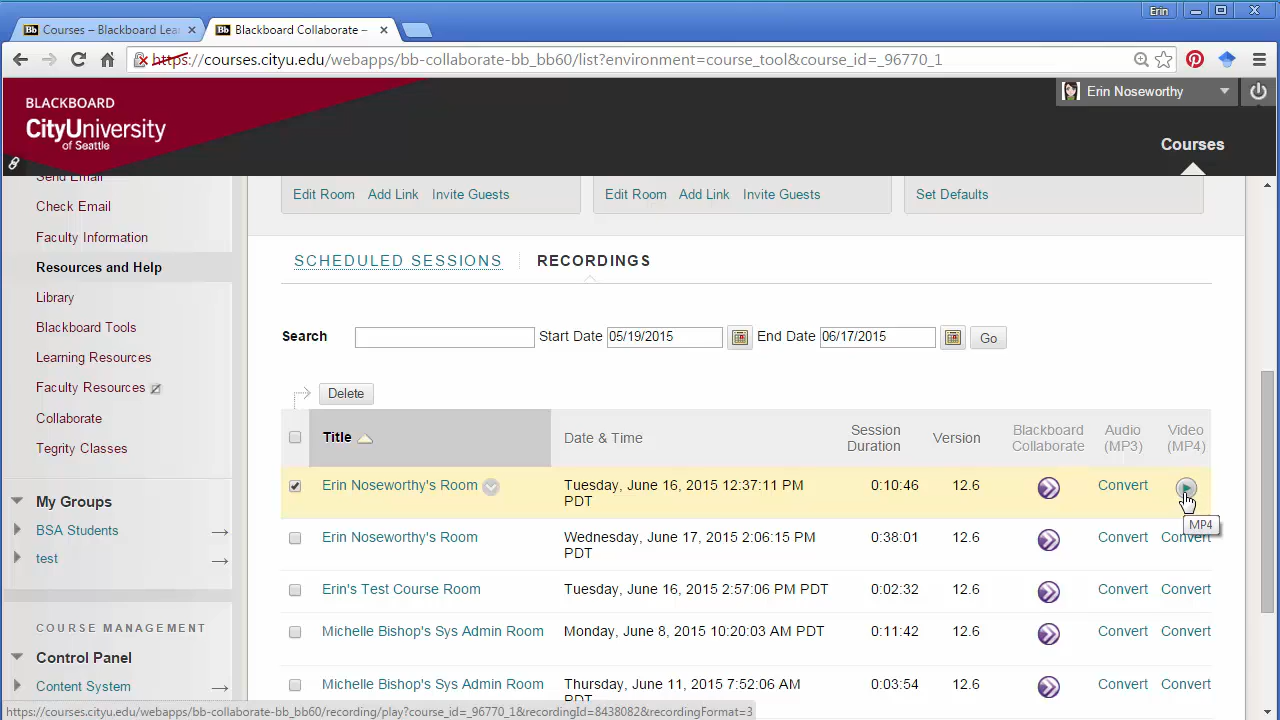 Erin
Courses – Blackboard Lea
Blackboard Collaborate –
https://courses.cityu.edu/webapps/bb-collaborate-bb_bb60/list?environment=course_tool&course_id=_96770_1
BLACKBOARD
CityUniversity
of Seattle
Erin Noseworthy
Courses
Send Email
Check Email
Faculty Information
Resources and Help
Library
Blackboard Tools
Learning Resources
Faculty Resources
Collaborate
Tegrity Classes
My Groups
BSA Students
test
COURSE MANAGEMENT
Control Panel
Content System
Edit Room Add Link Invite Guests
Edit Room Add Link Invite Guests
Set Defaults
SCHEDULED SESSIONS RECORDINGS
Search Start Date 05/19/2015 End Date 06/17/2015 Go
Delete
Title Date & Time Session Duration Version Blackboard Collaborate Audio (MP3) Video (MP4)
Erin Noseworthy's Room Tuesday, June 16, 2015 12:37:11 PM PDT 0:10:46 12.6 Convert
MP4
Erin Noseworthy's Room Wednesday, June 17, 2015 2:06:15 PM PDT 0:38:01 12.6 Convert Convert
Erin's Test Course Room Tuesday, June 16, 2015 2:57:06 PM PDT 0:02:32 12.6 Convert Convert
Michelle Bishop's Sys Admin Room Monday, June 8, 2015 10:20:03 AM PDT 0:11:42 12.6 Convert Convert
Michelle Bishop's Sys Admin Room Thursday, June 11, 2015 7:52:06 AM PDT 0:03:54 12.6 Convert Convert
https://courses.cityu.edu/webapps/bb-collaborate-bb_bb60/recording/play?course_id=_96770_1&recordingId=8438082&recordingFormat=3